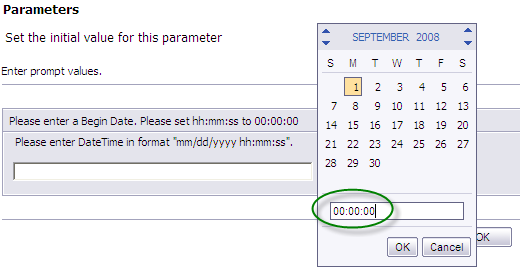 Parameters
Set the initial value for this parameter
Enter prompt values.
Please enter a Begin Date. Please set hh:mm:ss to 00:00:00
Please enter DateTime in format "mm/dd/yyyy hh:mm:ss".
SEPTEMBER 2008
S M T W T F S
1 2 3 4 5 6
7 8 9 10 11 12 13
14 15 16 17 18 19 20
21 22 23 24 25 26 27
28 29 30
00:00:00
OK Cancel
OK